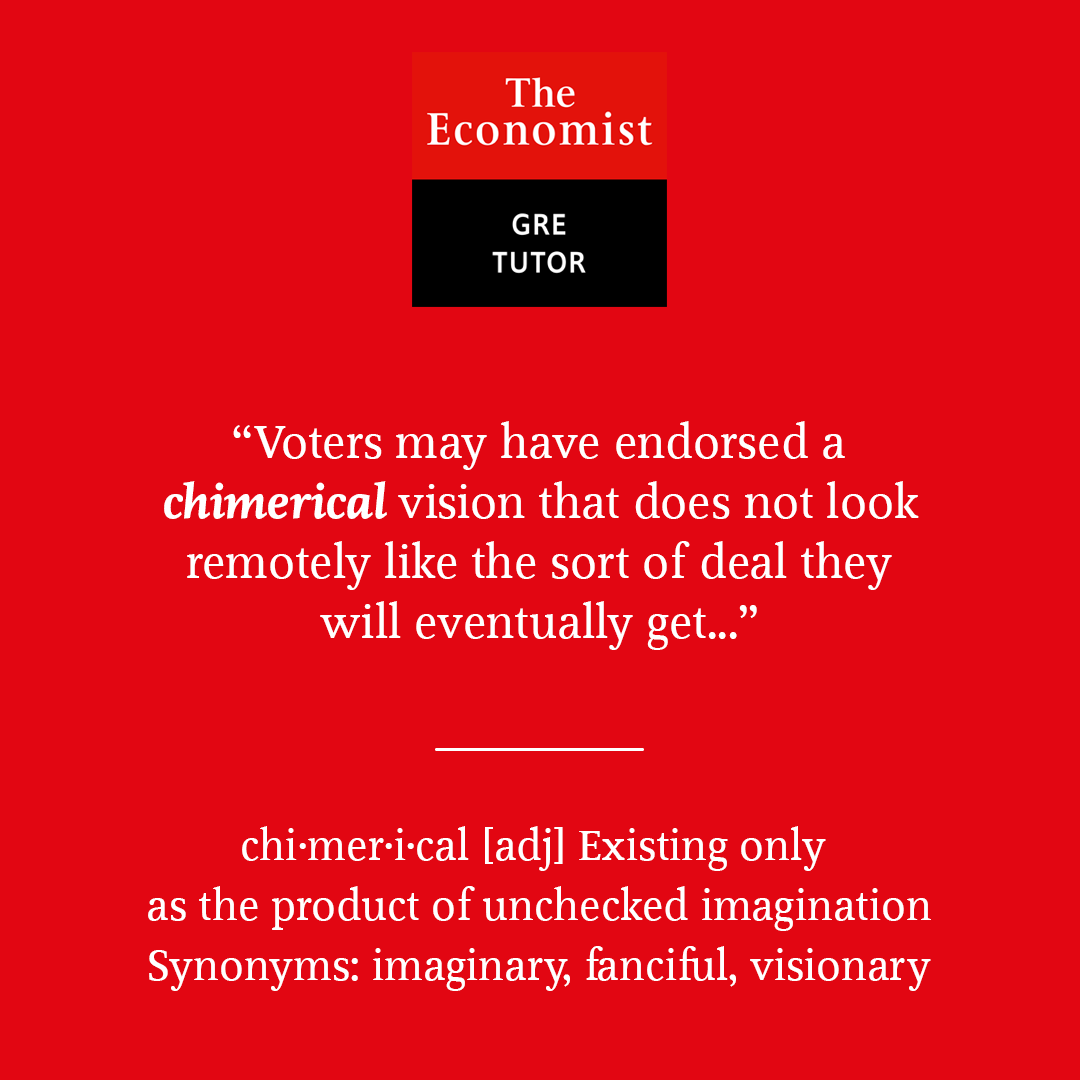 The
Economist
GRE
TUTOR
“Voters may have endorsed a
chimerical vision that does not look
remotely like the sort of deal they
will eventually get...”
chi·mer·i·cal [adj] Existing only
as the product of unchecked imagination
Synonyms: imaginary, fanciful, visionary